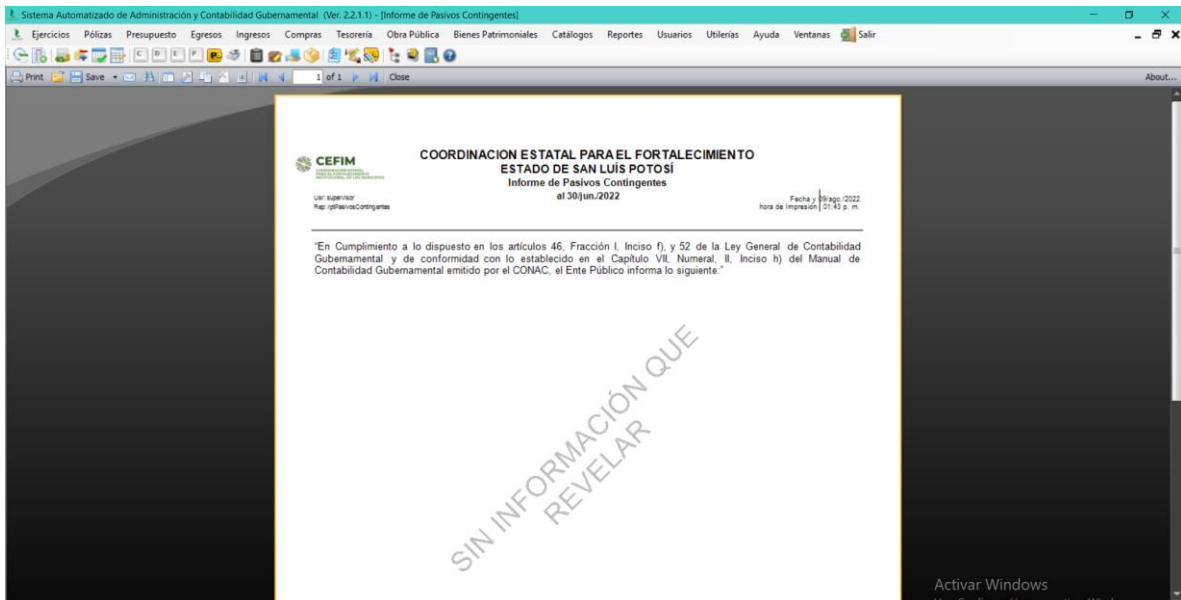 Sistema Automatizado de Administración y Contabilidad Gubernamental (Ver. 2.2.1.1) - [Informe de Pasivos Contingentes]
Ejercicios Pólizas Presupuesto Egresos Ingresos Compras Tesorería Obra Pública Bienes Patrimoniales Catálogos Reportes Usuarios Utilerías Ayuda Ventanas Salir
C D E P P
Print Save 1 of 1 Close About...
CEFIM
COORDINACION ESTATAL PARA EL FORTALECIMIENTO
ESTADO DE SAN LUÍS POTOSÍ
Informe de Pasivos Contingentes
al 30/jun./2022
Usr: supervisor
Rep: rptPasivosContingentes
Fecha y 09/ago./2022
hora de Impresión 01:43 p. m.
"En Cumplimiento a lo dispuesto en los artículos 46, Fracción I, Inciso f), y 52 de la Ley General de Contabilidad
Gubernamental y de conformidad con lo establecido en el Capítulo VII, Numeral, II, Inciso h) del Manual de
Contabilidad Gubernamental emitido por el CONAC, el Ente Público informa lo siguiente:"
SIN INFORMACIÓN QUE
REVELAR
Activar Windows